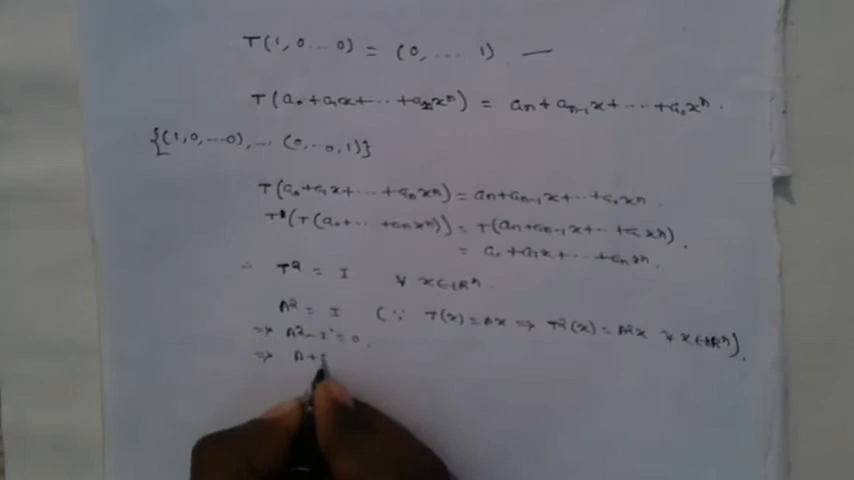 T(1, 0 ... 0) = (0, ... 1) —
T(a₀ + a₁x + ... + aₙxⁿ) = aₙ + aₙ₋₁x + ... + a₀xⁿ.
{(1, 0, ... 0), ... (0, ... 0, 1)}
T(a₀ + a₁x + ... + aₙxⁿ) = aₙ + aₙ₋₁x + ... + a₀xⁿ.
T(T(a₀ + ... + aₙxⁿ)) = T(aₙ + aₙ₋₁x + ... + a₀xⁿ).
= a₀ + a₁x + ... + aₙxⁿ.
∴ T² = I ∀ x ∈ ℝⁿ.
A² = I (∵ T(x) = Ax ⇒ T²(x) = A²x ∀ x ∈ ℝⁿ).
⇒ A² - I² = 0.
⇒ A +